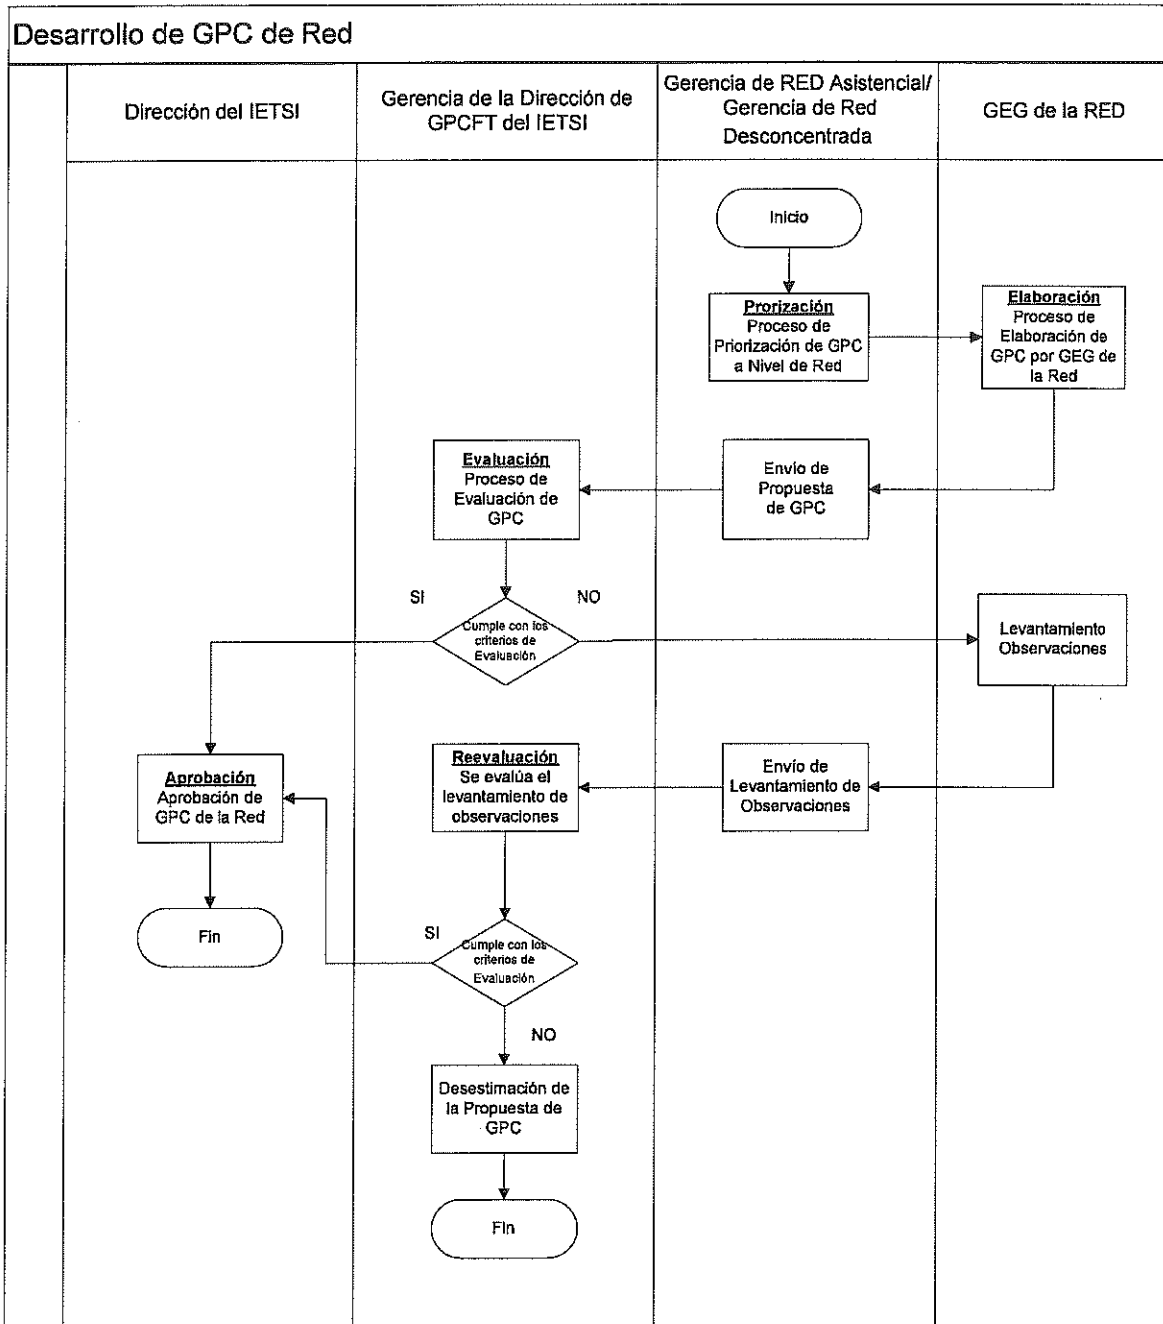 Desarrollo de GPC de Red
Dirección del IETSI
Gerencia de la Dirección de
GPCFT del IETSI
Gerencia de RED Asistencial/
Gerencia de Red
Desconcentrada
GEG de la RED
Inicio
Prorización
Proceso de
Priorización de GPC
a Nivel de Red
Elaboración
Proceso de
Elaboración de
GPC por GEG de
la Red
Evaluación
Proceso de
Evaluación de
GPC
Envío de
Propuesta
de GPC
SI
NO
Cumple con los
criterios de
Evaluación
Levantamiento
Observaciones
Aprobación
Aprobación de
GPC de la Red
Reevaluación
Se evalúa el
levantamiento de
observaciones
Envío de
Levantamiento de
Observaciones
Fin
SI
Cumple con los
criterios de
Evaluación
NO
Desestimación de
la Propuesta de
GPC
Fin